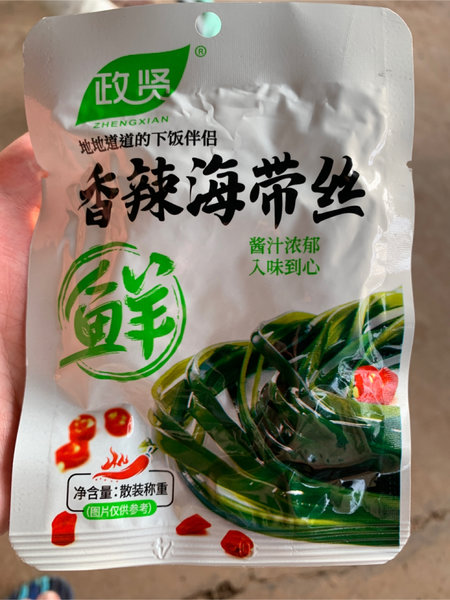 政贤
®
ZHENGXIAN
地地道道的下饭伴侣
香辣海带丝
酱汁浓郁
入味到心
鲜
净含量:散装称重
(图片仅供参考)